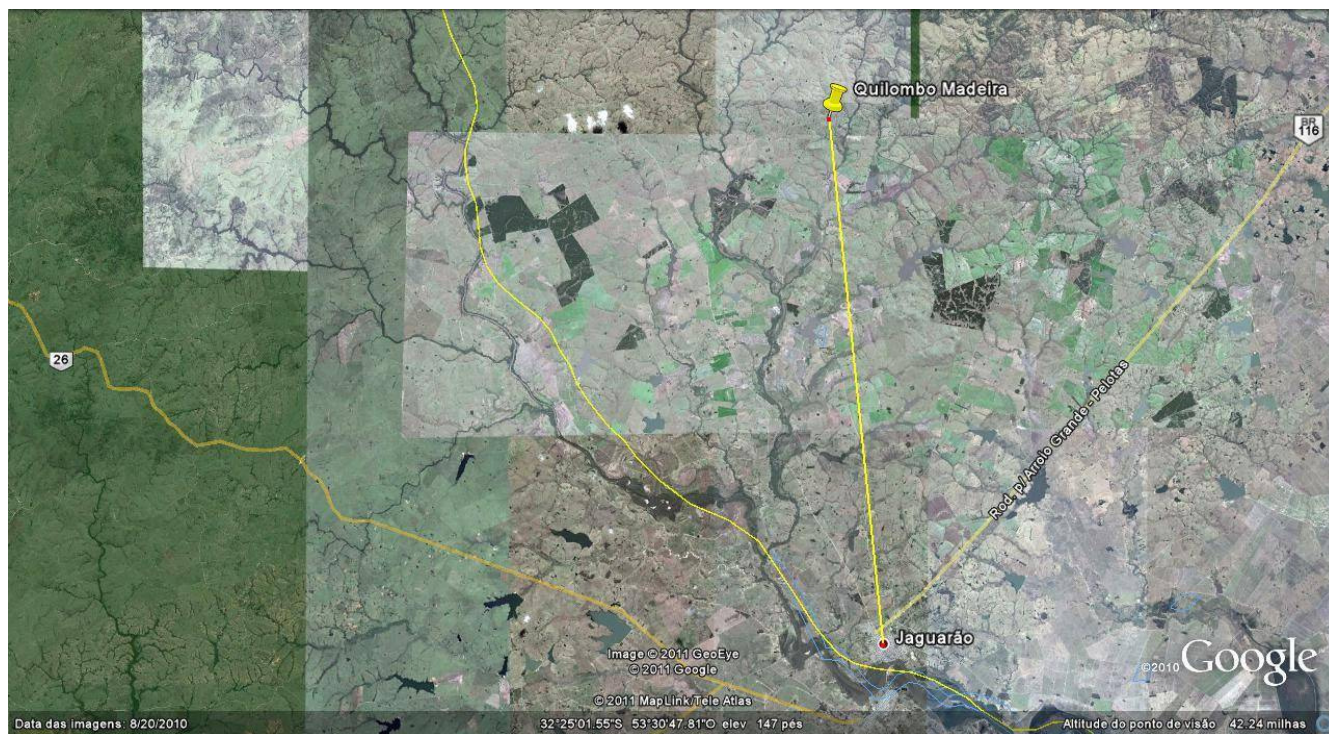 Quilombo Madeira
BR
116
26
Rod. p/ Arroio Grande - Pelotas
Jaguarão
Image © 2011 GeoEye
© 2011 Google
© 2011 MapLink/Tele Atlas
©2010 Google
Data das imagens: 8/20/2010
32°25'01.55"S 53°30'47.81"O elev 147 pés
Altitude do ponto de visão 42.24 milhas